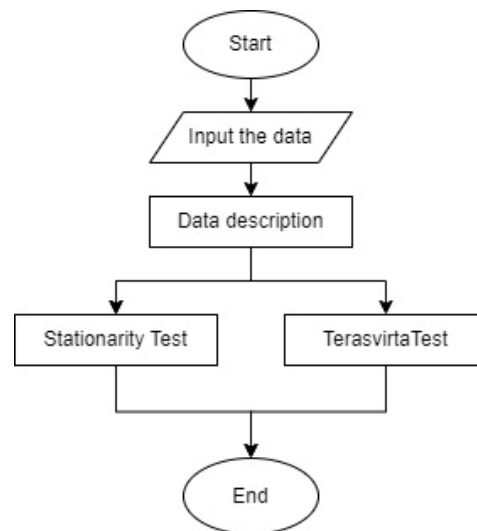 Start
Input the data
Data description
Stationarity Test
TerasvirtaTest
End